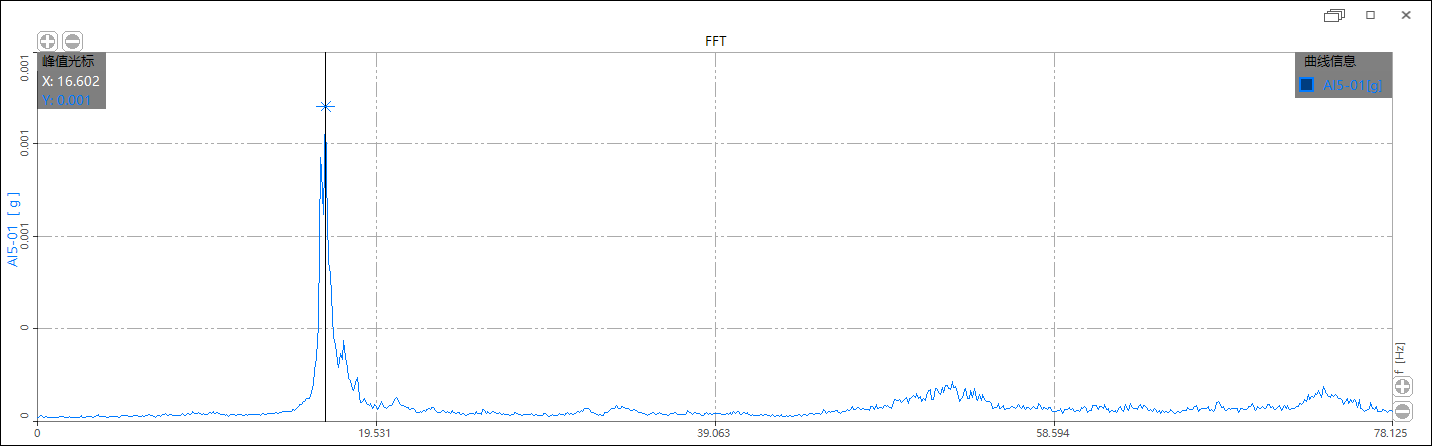 FFT
峰值光标
X: 16.602
Y: 0.001
曲线信息
AI5-01[g]
AI5-01 [ g ]
0.001
0.001
0.001
0
0
0
19.531
39.063
58.594
78.125
f [Hz]